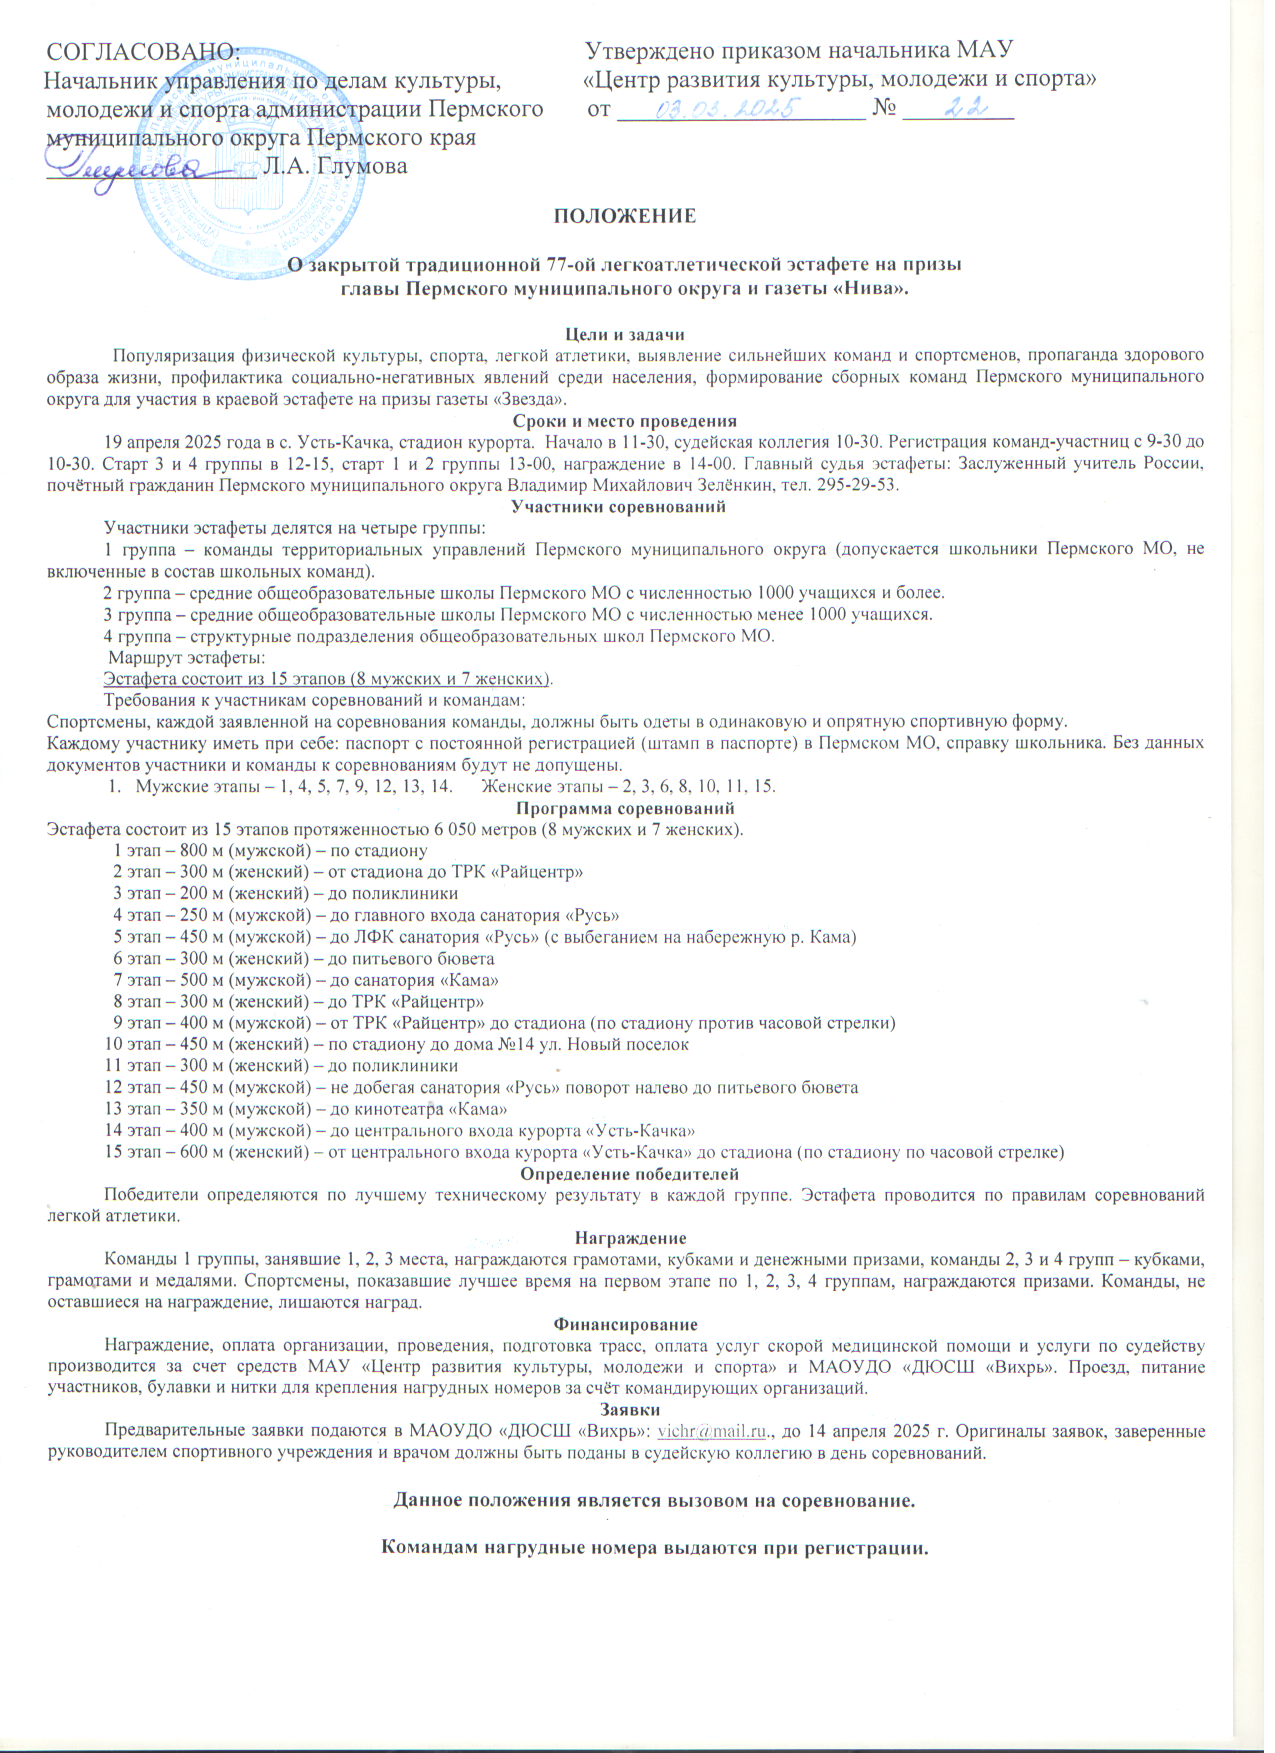 СОГЛАСОВАНО:
Начальник управления по делам культуры,
молодежи и спорта администрации Пермского
муниципального округа Пермского края
Л.А. Глумова
Утверждено приказом начальника МАУ
«Центр развития культуры, молодежи и спорта»
от 03.03.2025 № 22
ПОЛОЖЕНИЕ
О закрытой традиционной 77-ой легкоатлетической эстафете на призы
главы Пермского муниципального округа и газеты «Нива».
Цели и задачи
Популяризация физической культуры, спорта, легкой атлетики, выявление сильнейших команд и спортсменов, пропаганда здорового
образа жизни, профилактика социально-негативных явлений среди населения, формирование сборных команд Пермского муниципального
округа для участия в краевой эстафете на призы газеты «Звезда».
Сроки и место проведения
19 апреля 2025 года в с. Усть-Качка, стадион курорта. Начало в 11-30, судейская коллегия 10-30. Регистрация команд-участниц с 9-30 до
10-30. Старт 3 и 4 группы в 12-15, старт 1 и 2 группы 13-00, награждение в 14-00. Главный судья эстафеты: Заслуженный учитель России,
почётный гражданин Пермского муниципального округа Владимир Михайлович Зелёнкин, тел. 295-29-53.
Участники соревнований
Участники эстафеты делятся на четыре группы:
1 группа – команды территориальных управлений Пермского муниципального округа (допускается школьники Пермского МО, не
включенные в состав школьных команд).
2 группа – средние общеобразовательные школы Пермского МО с численностью 1000 учащихся и более.
3 группа – средние общеобразовательные школы Пермского МО с численностью менее 1000 учащихся.
4 группа – структурные подразделения общеобразовательных школ Пермского МО.
Маршрут эстафеты:
Эстафета состоит из 15 этапов (8 мужских и 7 женских).
Требования к участникам соревнований и командам:
Спортсмены, каждой заявленной на соревнования команды, должны быть одеты в одинаковую и опрятную спортивную форму.
Каждому участнику иметь при себе: паспорт с постоянной регистрацией (штамп в паспорте) в Пермском МО, справку школьника. Без данных
документов участники и команды к соревнованиям будут не допущены.
1. Мужские этапы – 1, 4, 5, 7, 9, 12, 13, 14. Женские этапы – 2, 3, 6, 8, 10, 11, 15.
Программа соревнований
Эстафета состоит из 15 этапов протяженностью 6 050 метров (8 мужских и 7 женских).
1 этап – 800 м (мужской) – по стадиону
2 этап – 300 м (женский) – от стадиона до ТРК «Райцентр»
3 этап – 200 м (женский) – до поликлиники
4 этап – 250 м (мужской) – до главного входа санатория «Русь»
5 этап – 450 м (мужской) – до ЛФК санатория «Русь» (с выбеганием на набережную р. Кама)
6 этап – 300 м (женский) – до питьевого бювета
7 этап – 500 м (мужской) – до санатория «Кама»
8 этап – 300 м (женский) – до ТРК «Райцентр»
9 этап – 400 м (мужской) – от ТРК «Райцентр» до стадиона (по стадиону против часовой стрелки)
10 этап – 450 м (женский) – по стадиону до дома №14 ул. Новый поселок
11 этап – 300 м (женский) – до поликлиники
12 этап – 450 м (мужской) – не добегая санатория «Русь» поворот налево до питьевого бювета
13 этап – 350 м (мужской) – до кинотеатра «Кама»
14 этап – 400 м (мужской) – до центрального входа курорта «Усть-Качка»
15 этап – 600 м (женский) – от центрального входа курорта «Усть-Качка» до стадиона (по стадиону по часовой стрелке)
Определение победителей
Победители определяются по лучшему техническому результату в каждой группе. Эстафета проводится по правилам соревнований
легкой атлетики.
Награждение
Команды 1 группы, занявшие 1, 2, 3 места, награждаются грамотами, кубками и денежными призами, команды 2, 3 и 4 групп – кубками,
грамотами и медалями. Спортсмены, показавшие лучшее время на первом этапе по 1, 2, 3, 4 группам, награждаются призами. Команды, не
оставшиеся на награждение, лишаются наград.
Финансирование
Награждение, оплата организации, проведения, подготовка трасс, оплата услуг скорой медицинской помощи и услуги по судейству
производится за счет средств МАУ «Центр развития культуры, молодежи и спорта» и МАОУДО «ДЮСШ «Вихрь». Проезд, питание
участников, булавки и нитки для крепления нагрудных номеров за счёт командирующих организаций.
Заявки
Предварительные заявки подаются в МАОУДО «ДЮСШ «Вихрь»: vichr@mail.ru., до 14 апреля 2025 г. Оригиналы заявок, заверенные
руководителем спортивного учреждения и врачом должны быть поданы в судейскую коллегию в день соревнований.
Данное положения является вызовом на соревнование.
Командам нагрудные номера выдаются при регистрации.